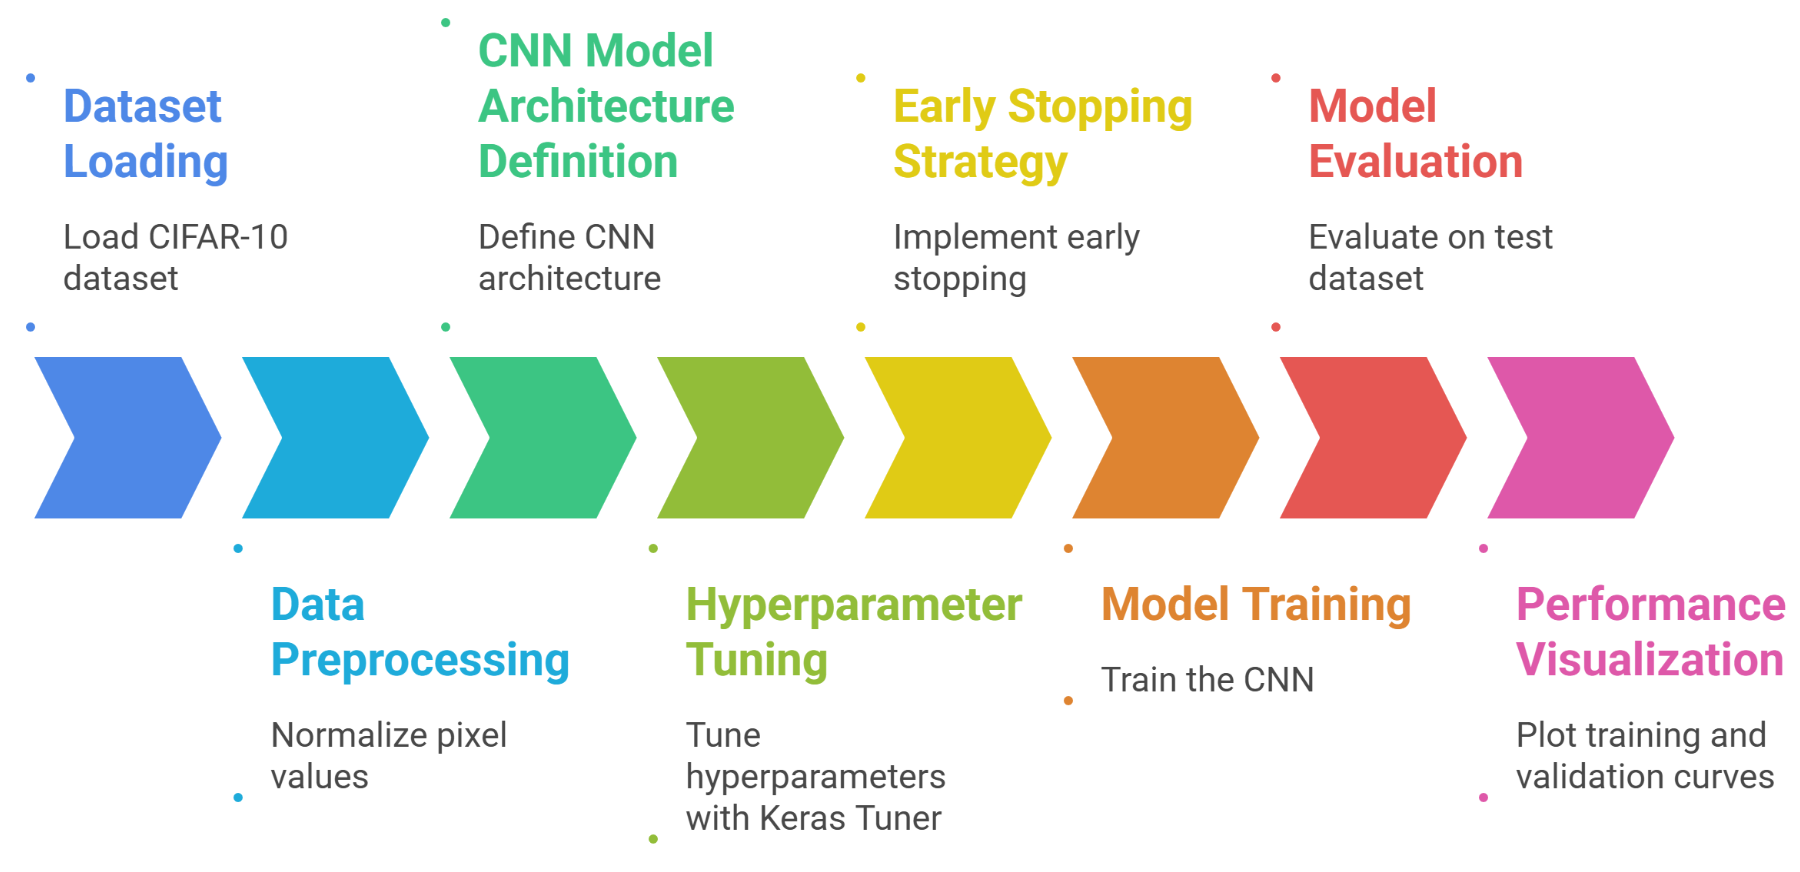 Dataset
Loading
Load CIFAR-10
dataset
Data
Preprocessing
Normalize pixel
values
CNN Model
Architecture
Definition
Define CNN
architecture
Hyperparameter
Tuning
Tune
hyperparameters
with Keras Tuner
Early Stopping
Strategy
Implement early
stopping
Model Training
Train the CNN
Model
Evaluation
Evaluate on test
dataset
Performance
Visualization
Plot training and
validation curves